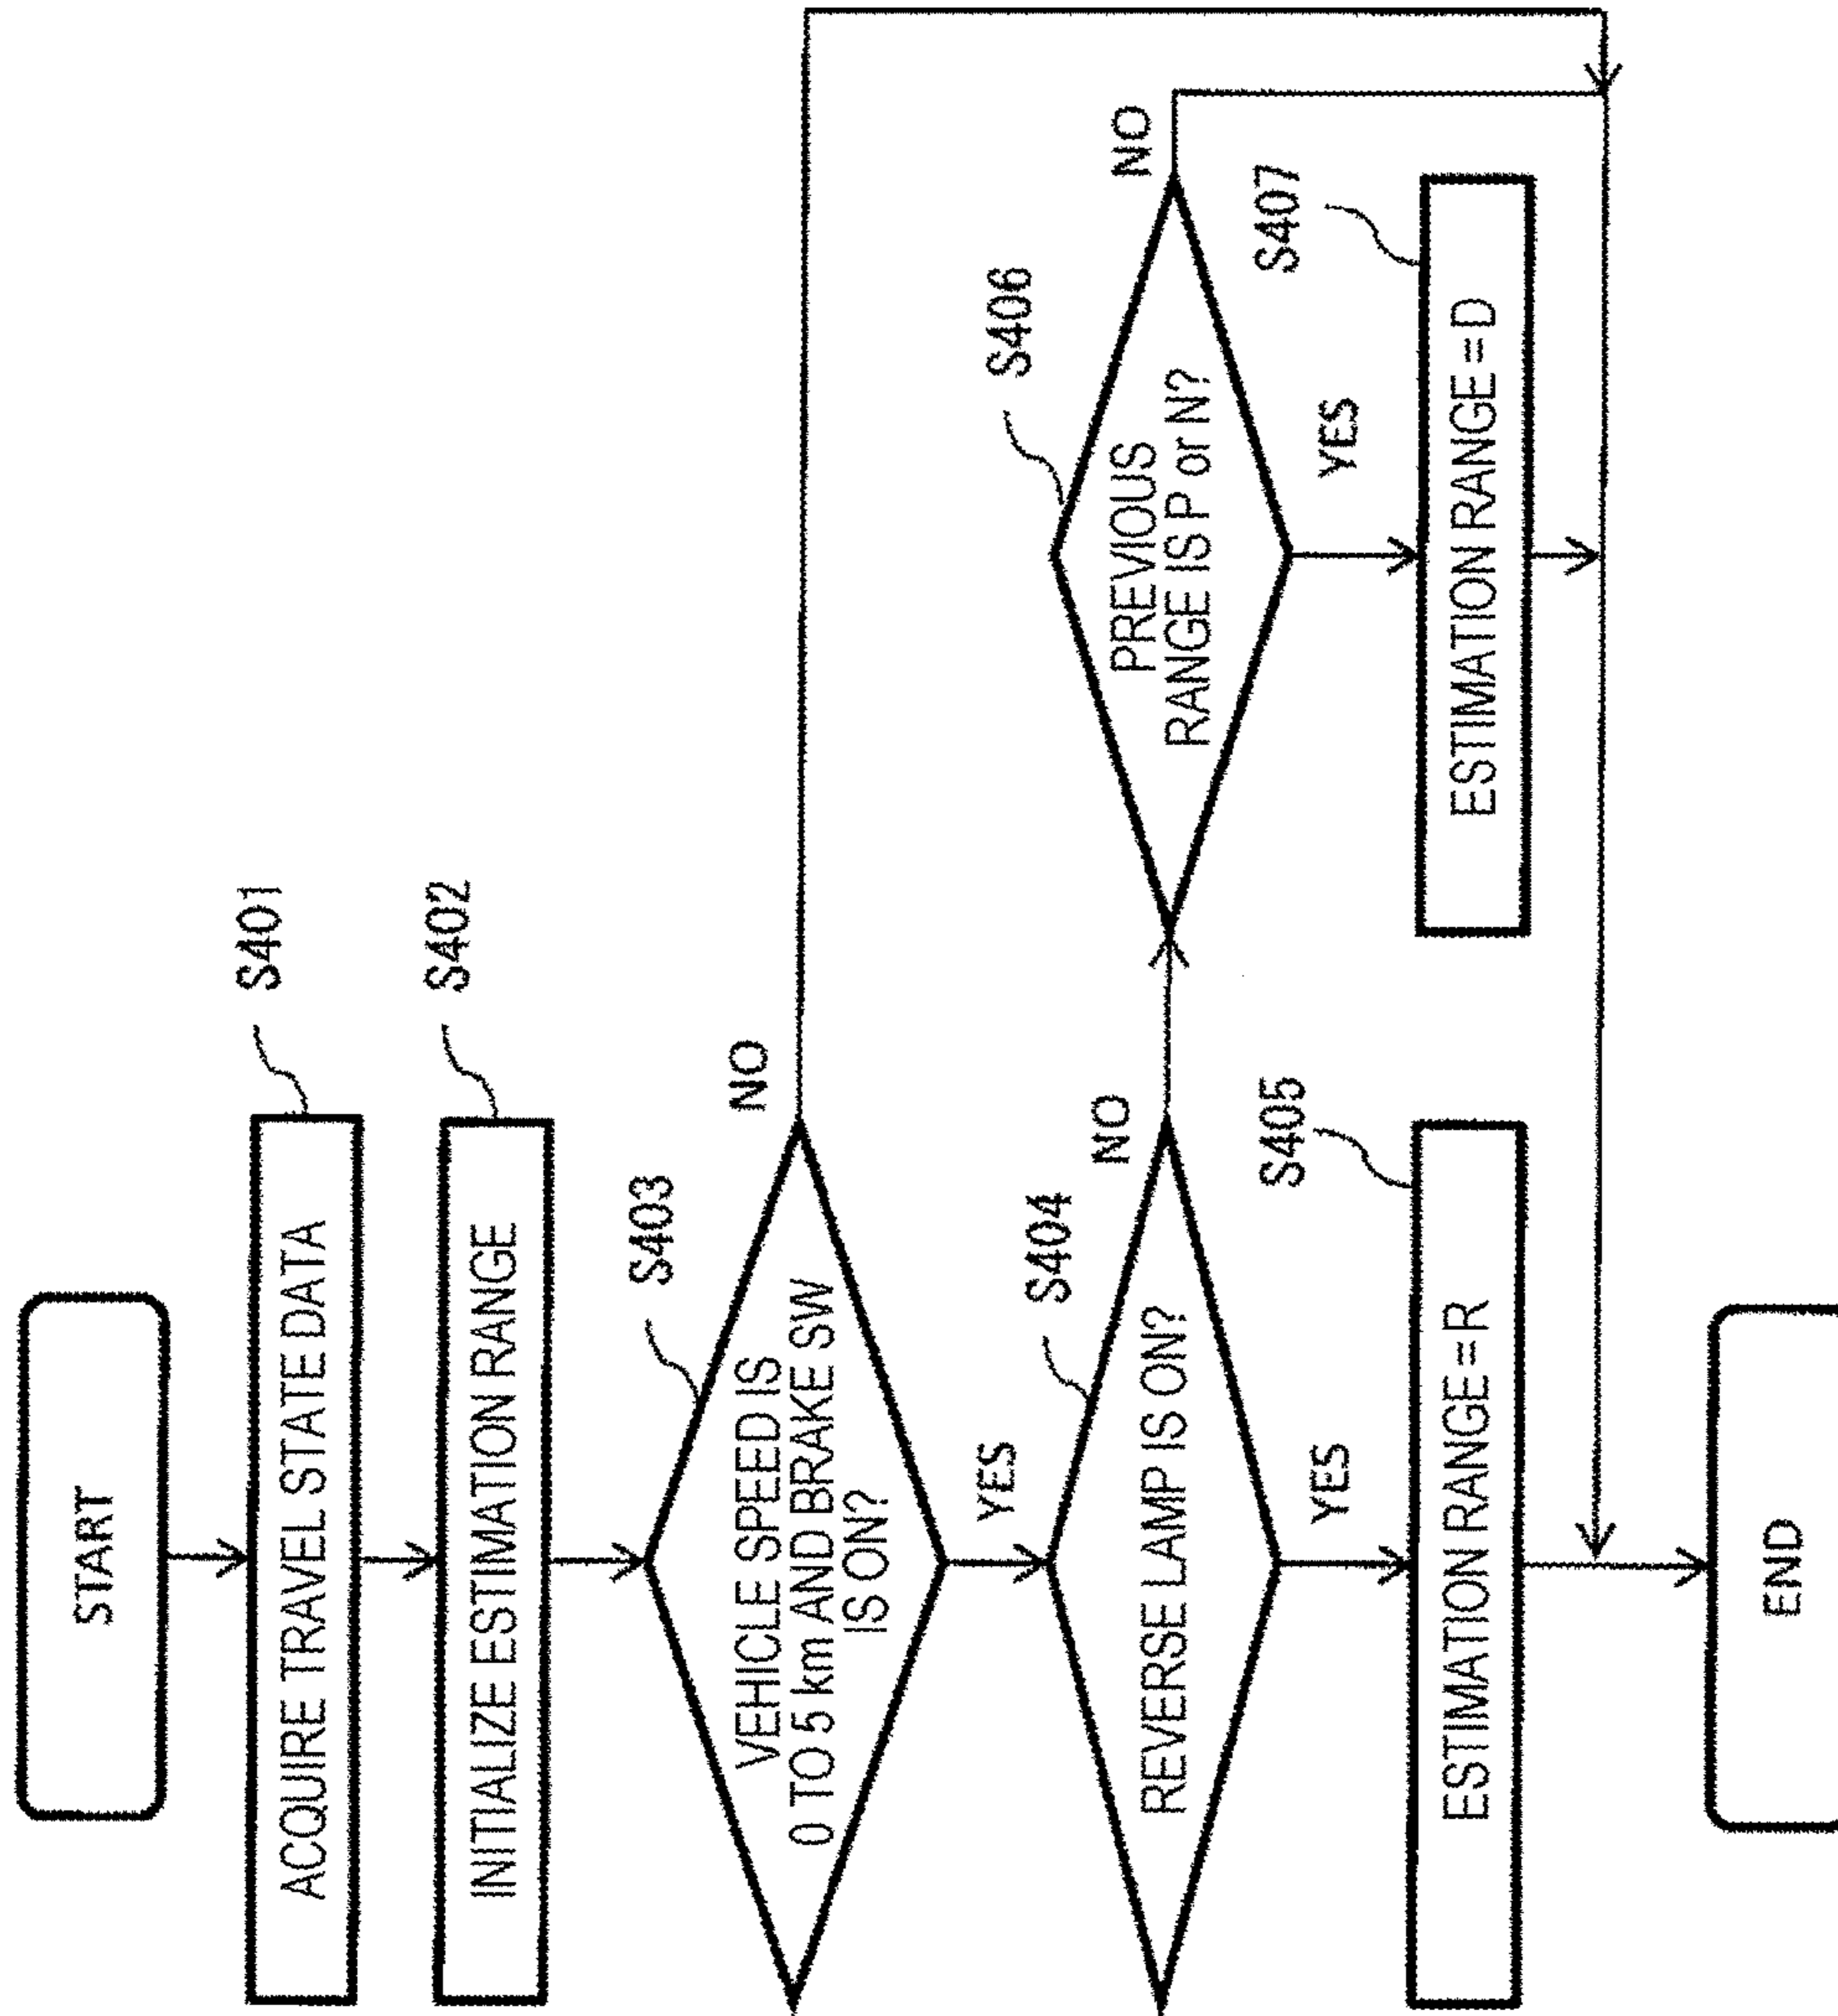 START
ACQUIRE TRAVEL STATE DATA
S401
INITIALIZE ESTIMATION RANGE
S402
VEHICLE SPEED IS
0 TO 5 km AND BRAKE SW
IS ON?
S403
NO
YES
REVERSE LAMP IS ON?
S404
NO
YES
ESTIMATION RANGE = R
S405
PREVIOUS
RANGE IS P or N?
S406
NO
YES
ESTIMATION RANGE = D
S407
END